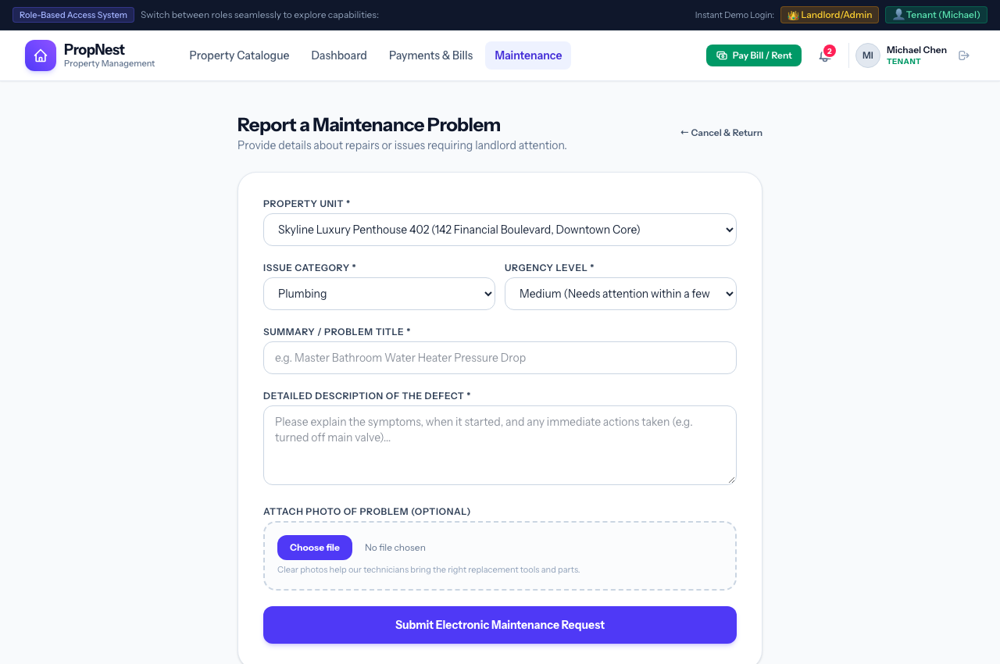 Role-Based Access System Switch between roles seamlessly to explore capabilities: Instant Demo Login: 👑 Landlord/Admin 👤 Tenant (Michael)
PropNest
Property Management
Property Catalogue Dashboard Payments & Bills Maintenance Pay Bill / Rent 2 MI Michael Chen
TENANT
Report a Maintenance Problem
Provide details about repairs or issues requiring landlord attention.
← Cancel & Return
PROPERTY UNIT *
Skyline Luxury Penthouse 402 (142 Financial Boulevard, Downtown Core)
ISSUE CATEGORY * URGENCY LEVEL *
Plumbing Medium (Needs attention within a few
SUMMARY / PROBLEM TITLE *
e.g. Master Bathroom Water Heater Pressure Drop
DETAILED DESCRIPTION OF THE DEFECT *
Please explain the symptoms, when it started, and any immediate actions taken (e.g.
turned off main valve)...
ATTACH PHOTO OF PROBLEM (OPTIONAL)
Choose file No file chosen
Clear photos help our technicians bring the right replacement tools and parts.
Submit Electronic Maintenance Request